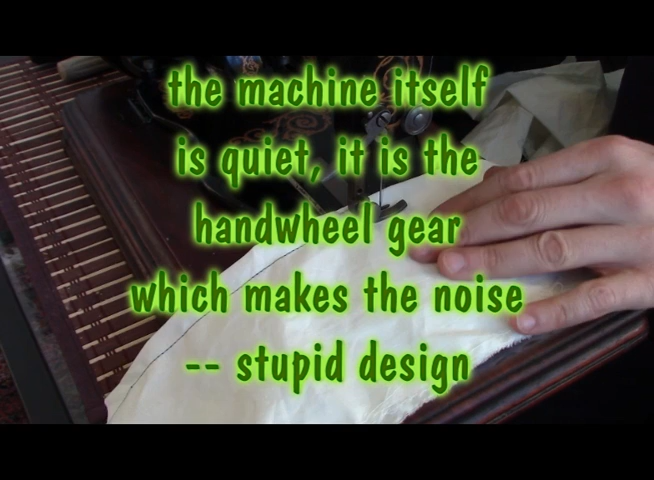 the machine itself
is quiet, it is the
handwheel gear
which makes the noise
-- stupid design